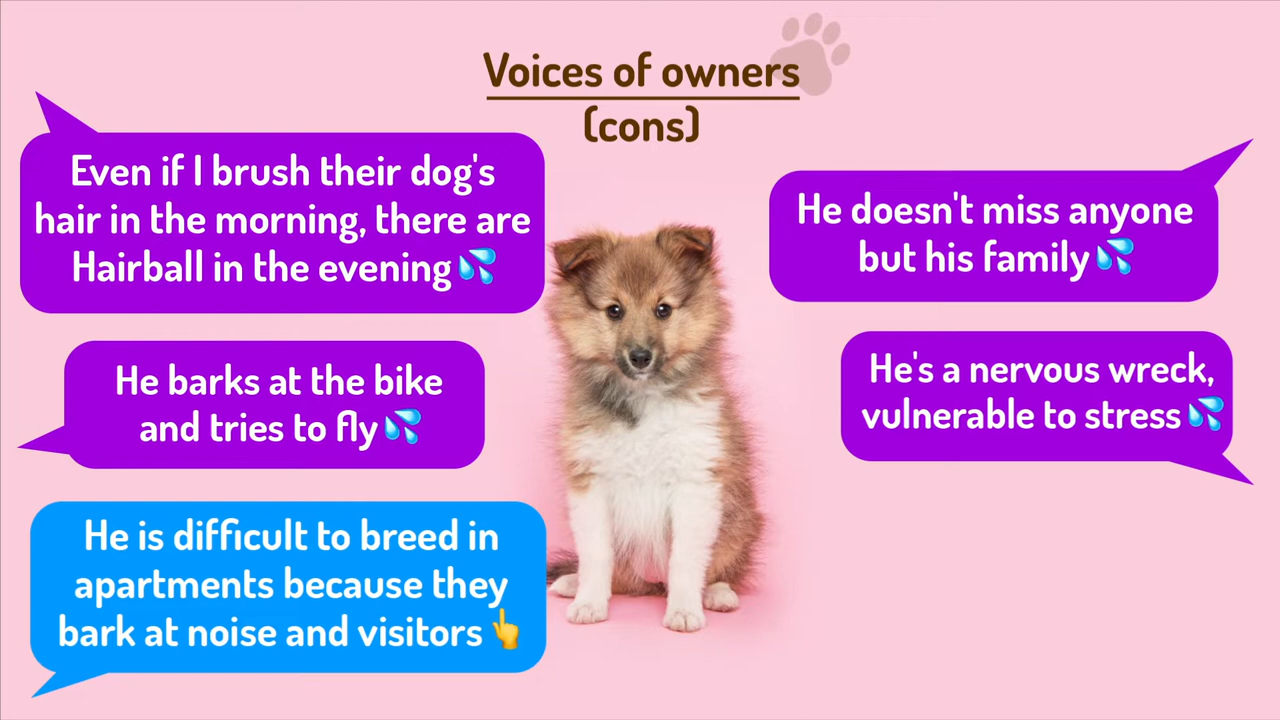 Voices of owners
(cons)
Even if I brush their dog's
hair in the morning, there are
Hairball in the evening💦
He barks at the bike
and tries to fly💦
He is difficult to breed in
apartments because they
bark at noise and visitors👆
He doesn't miss anyone
but his family💦
He's a nervous wreck,
vulnerable to stress💦